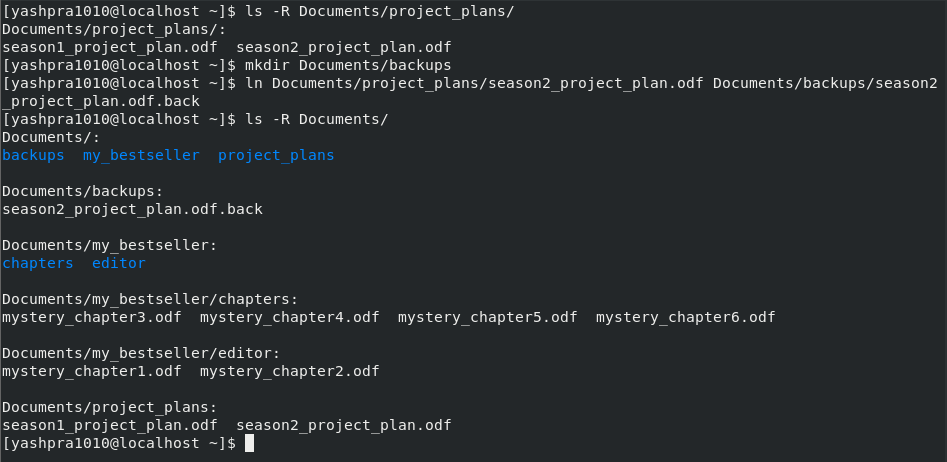 [yashpra1010@localhost ~]$ ls -R Documents/project_plans/
Documents/project_plans/:
season1_project_plan.odf  season2_project_plan.odf
[yashpra1010@localhost ~]$ mkdir Documents/backups
[yashpra1010@localhost ~]$ ln Documents/project_plans/season2_project_plan.odf Documents/backups/season2
_project_plan.odf.back
[yashpra1010@localhost ~]$ ls -R Documents/
Documents/:
backups  my_bestseller  project_plans

Documents/backups:
season2_project_plan.odf.back

Documents/my_bestseller:
chapters  editor

Documents/my_bestseller/chapters:
mystery_chapter3.odf  mystery_chapter4.odf  mystery_chapter5.odf  mystery_chapter6.odf

Documents/my_bestseller/editor:
mystery_chapter1.odf  mystery_chapter2.odf

Documents/project_plans:
season1_project_plan.odf  season2_project_plan.odf
[yashpra1010@localhost ~]$